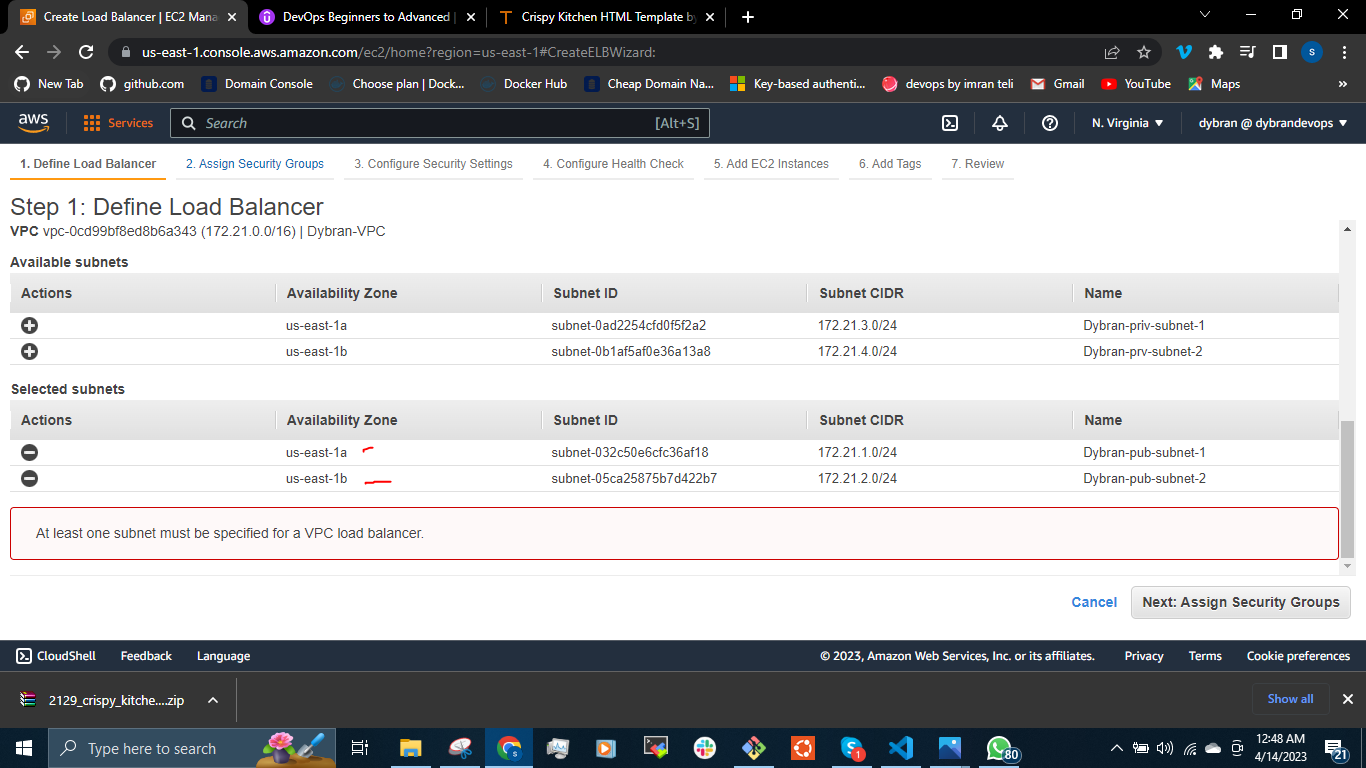 Create Load Balancer | EC2 Mana
DevOps Beginners to Advanced |
Crispy Kitchen HTML Template by
us-east-1.console.aws.amazon.com/ec2/home?region=us-east-1#CreateELBWizard:
s
New Tab github.com Domain Console Choose plan | Dock... Docker Hub Cheap Domain Na... Key-based authenti... devops by imran teli Gmail YouTube Maps »
aws Services Search [Alt+S] N. Virginia dybran @ dybrandevops
1. Define Load Balancer 2. Assign Security Groups 3. Configure Security Settings 4. Configure Health Check 5. Add EC2 Instances 6. Add Tags 7. Review
Step 1: Define Load Balancer
VPC vpc-0cd99bf8ed8b6a343 (172.21.0.0/16) | Dybran-VPC
Available subnets
Actions Availability Zone Subnet ID Subnet CIDR Name
us-east-1a subnet-0ad2254cfd0f5f2a2 172.21.3.0/24 Dybran-priv-subnet-1
us-east-1b subnet-0b1af5af0e36a13a8 172.21.4.0/24 Dybran-prv-subnet-2
Selected subnets
Actions Availability Zone Subnet ID Subnet CIDR Name
us-east-1a subnet-032c50e6cfc36af18 172.21.1.0/24 Dybran-pub-subnet-1
us-east-1b subnet-05ca25875b7d422b7 172.21.2.0/24 Dybran-pub-subnet-2
At least one subnet must be specified for a VPC load balancer.
Cancel Next: Assign Security Groups
CloudShell Feedback Language © 2023, Amazon Web Services, Inc. or its affiliates. Privacy Terms Cookie preferences
2129_crispy_kitche....zip Show all
Type here to search 1 80 12:48 AM 21
4/14/2023